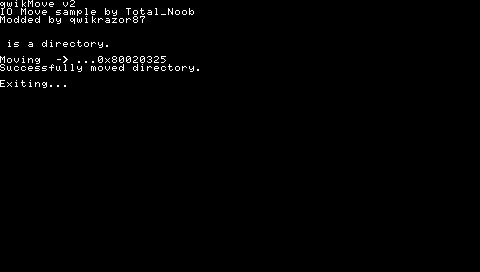 qwikMove v2
IO Move sample by Total_Noob
Modded by qwikrazor87
is a directory.
Moving  -> ...0x80020325
Successfully moved directory.
Exiting...